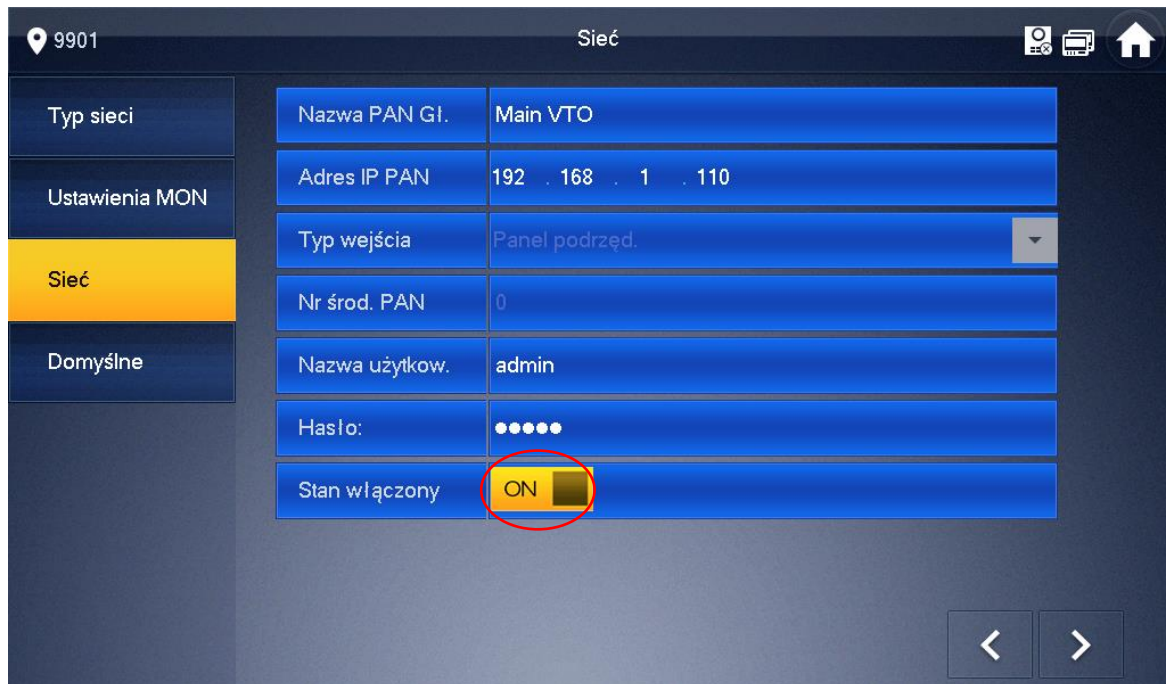 9901
Sieć
Typ sieci
Ustawienia MON
Sieć
Domyślne
Nazwa PAN Gł. Main VTO
Adres IP PAN 192 . 168 . 1 . 110
Typ wejścia Panel podrzęd.
Nr środ. PAN 0
Nazwa użytkow. admin
Hasło: •••••
Stan włączony ON